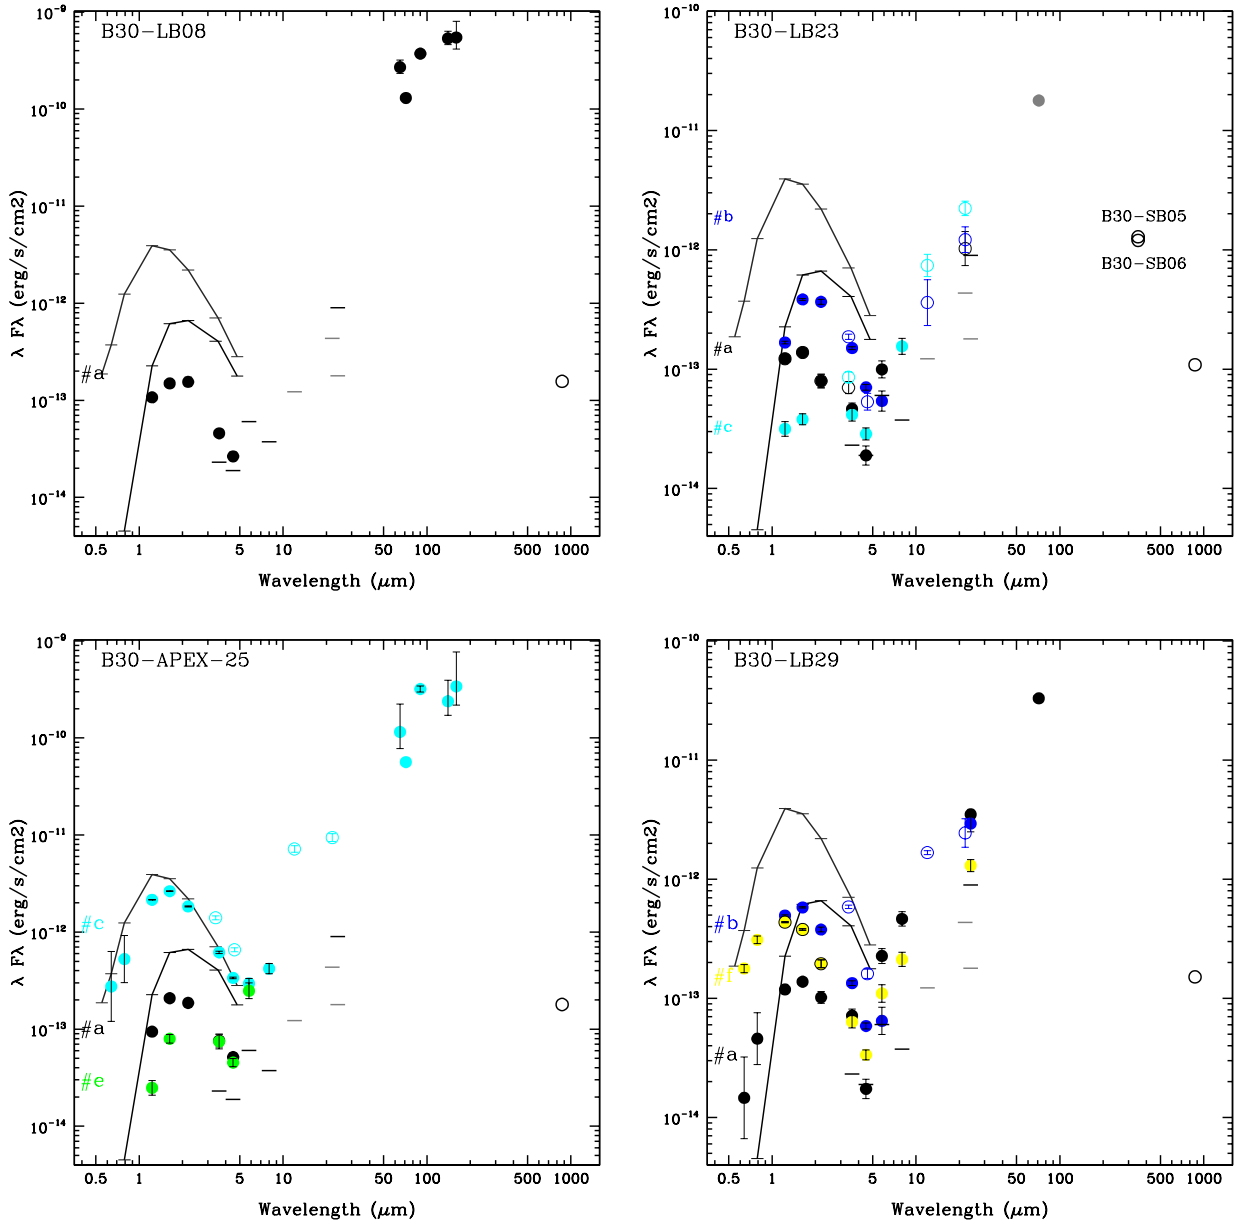 B30-LB08
10⁻⁹
10⁻¹⁰
10⁻¹¹
10⁻¹²
10⁻¹³
10⁻¹⁴
λ Fλ (erg/s/cm2)
#a
0.5 1 5 10 50 100 500 1000
Wavelength (μm)
B30-LB23
10⁻¹⁰
10⁻¹¹
10⁻¹²
10⁻¹³
10⁻¹⁴
λ Fλ (erg/s/cm2)
#b
#a
#c
B30-SB05
B30-SB06
0.5 1 5 10 50 100 500 1000
Wavelength (μm)
B30-APEX-25
10⁻⁹
10⁻¹⁰
10⁻¹¹
10⁻¹²
10⁻¹³
10⁻¹⁴
λ Fλ (erg/s/cm2)
#c
#a
#e
0.5 1 5 10 50 100 500 1000
Wavelength (μm)
B30-LB29
10⁻¹⁰
10⁻¹¹
10⁻¹²
10⁻¹³
10⁻¹⁴
λ Fλ (erg/s/cm2)
#b
#f
#a
0.5 1 5 10 50 100 500 1000
Wavelength (μm)